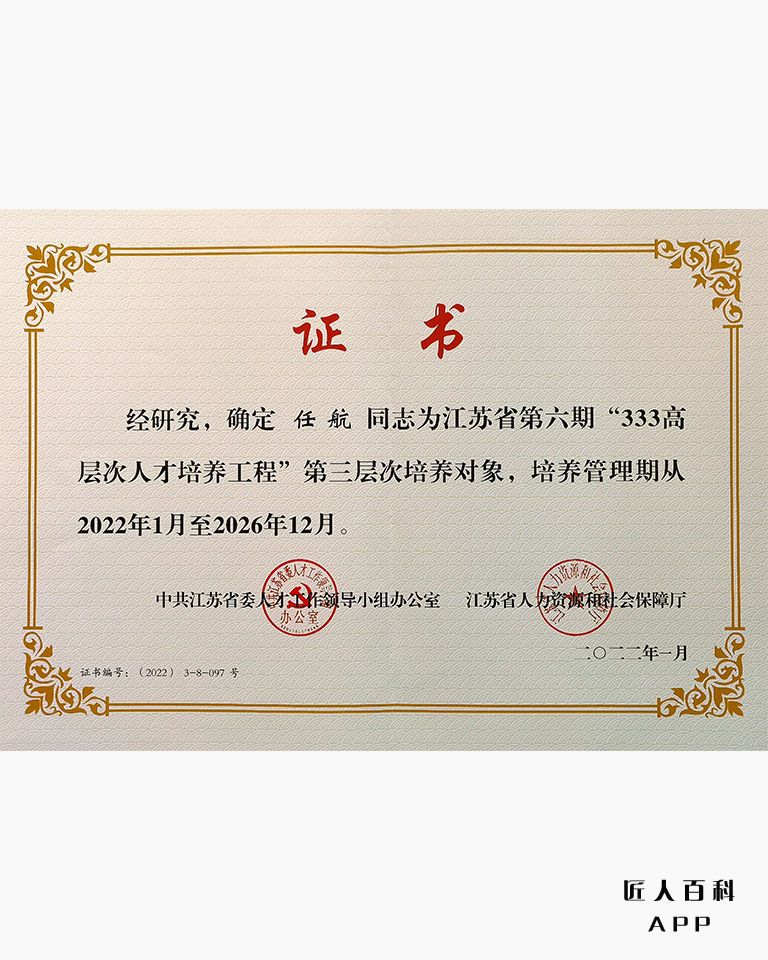 证 书
经研究，确定 任 航 同志为江苏省第六期“333高
层次人才培养工程”第三层次培养对象，培养管理期从
2022年1月至2026年12月。
中共江苏省委人才工作领导小组办公室 江苏省人力资源和社会保障厅
办公室
二〇二二年一月
证书编号：（2022） 3-8-097 号
匠人百科
APP